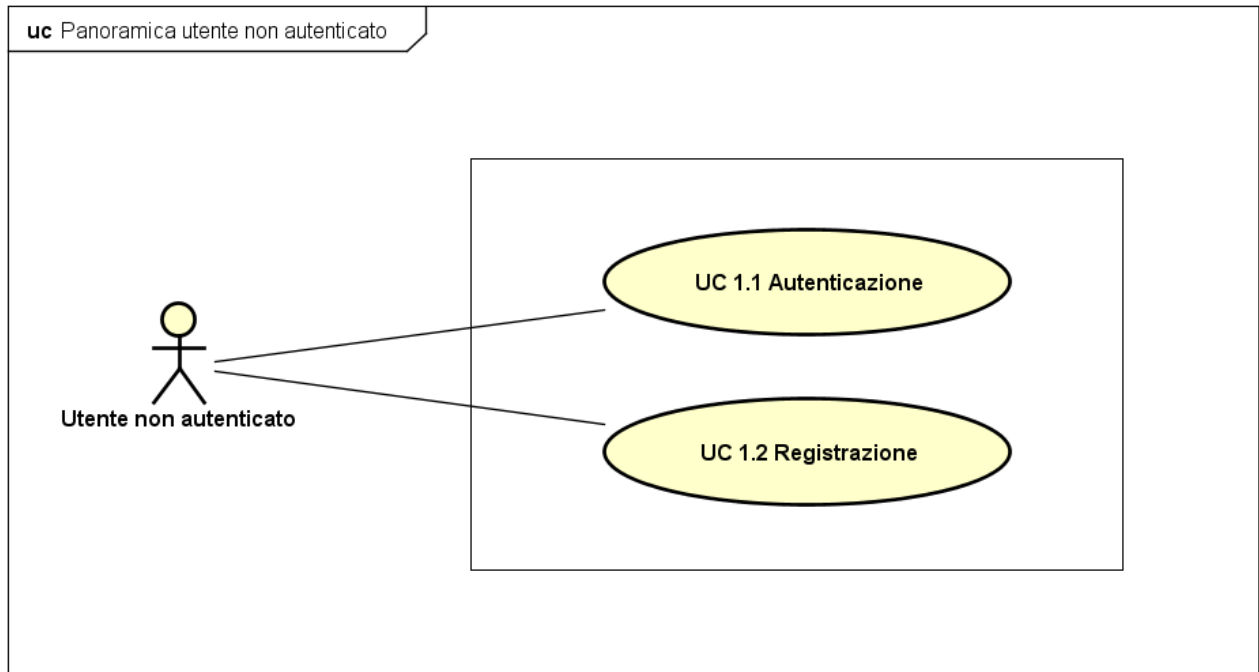 uc Panoramica utente non autenticato
UC 1.1 Autenticazione
Utente non autenticato
UC 1.2 Registrazione